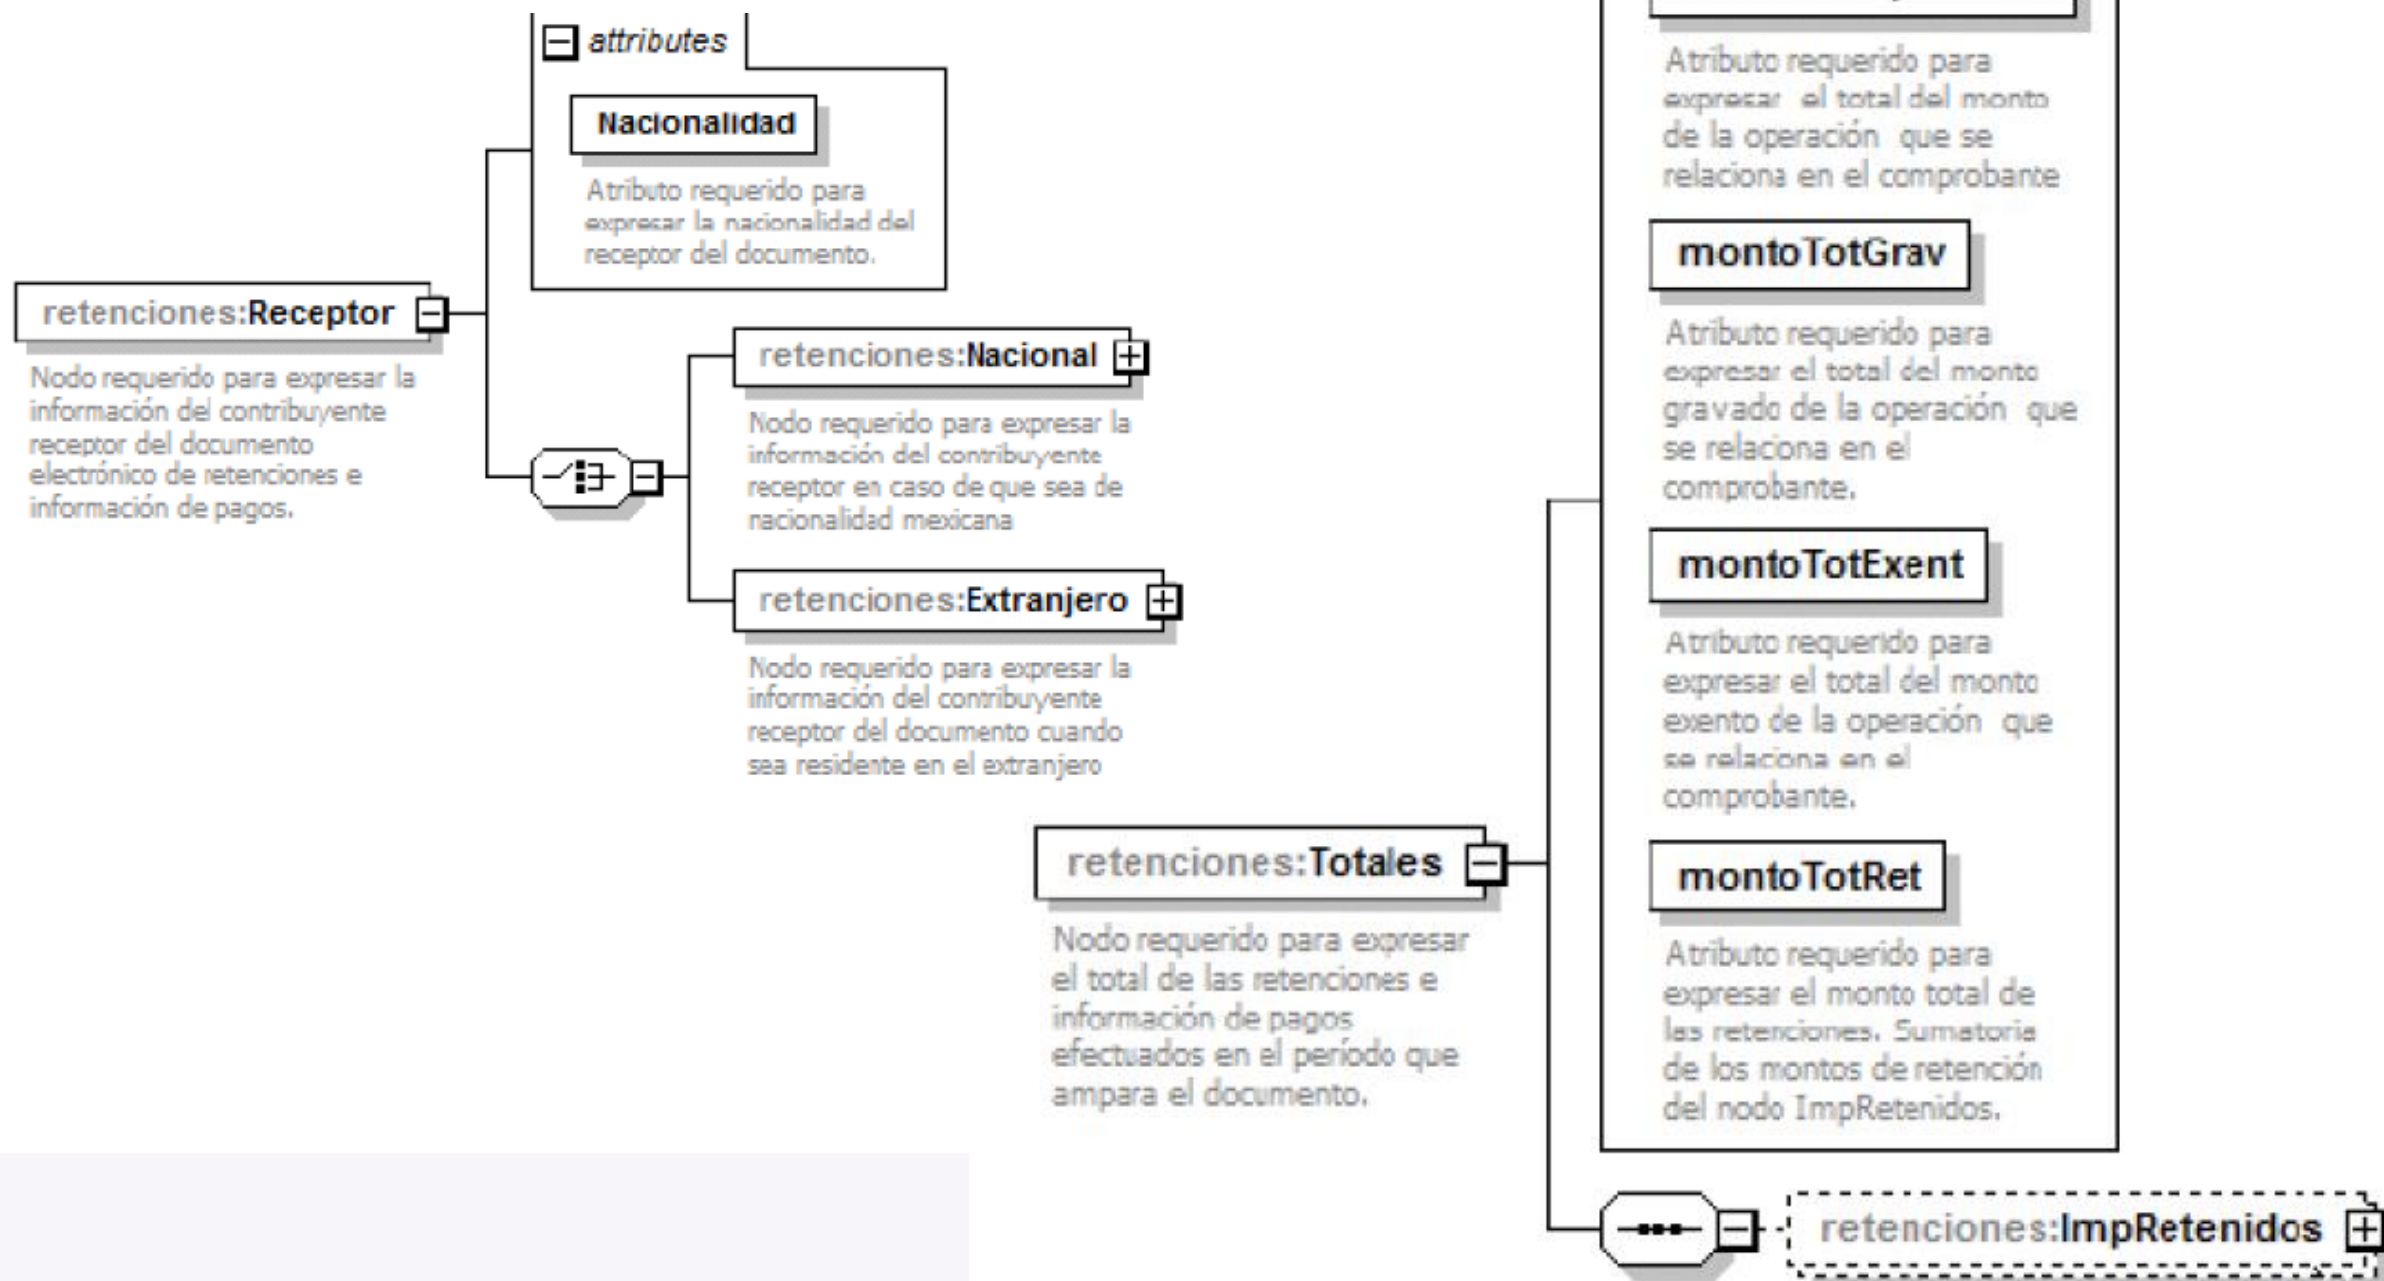 attributes
Nacionalidad
Atributo requerido para
expresar la nacionalidad del
receptor del documento.
retenciones:Receptor
Nodo requerido para expresar la
información del contribuyente
receptor del documento
electrónico de retenciones e
información de pagos.
retenciones:Nacional
Nodo requerido para expresar la
información del contribuyente
receptor en caso de que sea de
nacionalidad mexicana
retenciones:Extranjero
Nodo requerido para expresar la
información del contribuyente
receptor del documento cuando
sea residente en el extranjero
retenciones:Totales
Nodo requerido para expresar
el total de las retenciones e
información de pagos
efectuados en el período que
ampara el documento.
Atributo requerido para
expresar el total del monto
de la operación que se
relaciona en el comprobante
montoTotGrav
Atributo requerido para
expresar el total del monto
gravado de la operación que
se relaciona en el
comprobante.
montoTotExent
Atributo requerido para
expresar el total del monto
exento de la operación que
se relaciona en el
comprobante.
montoTotRet
Atributo requerido para
expresar el monto total de
las retenciones. Sumatoria
de los montos de retención
del nodo ImpRetenidos.
retenciones:ImpRetenidos